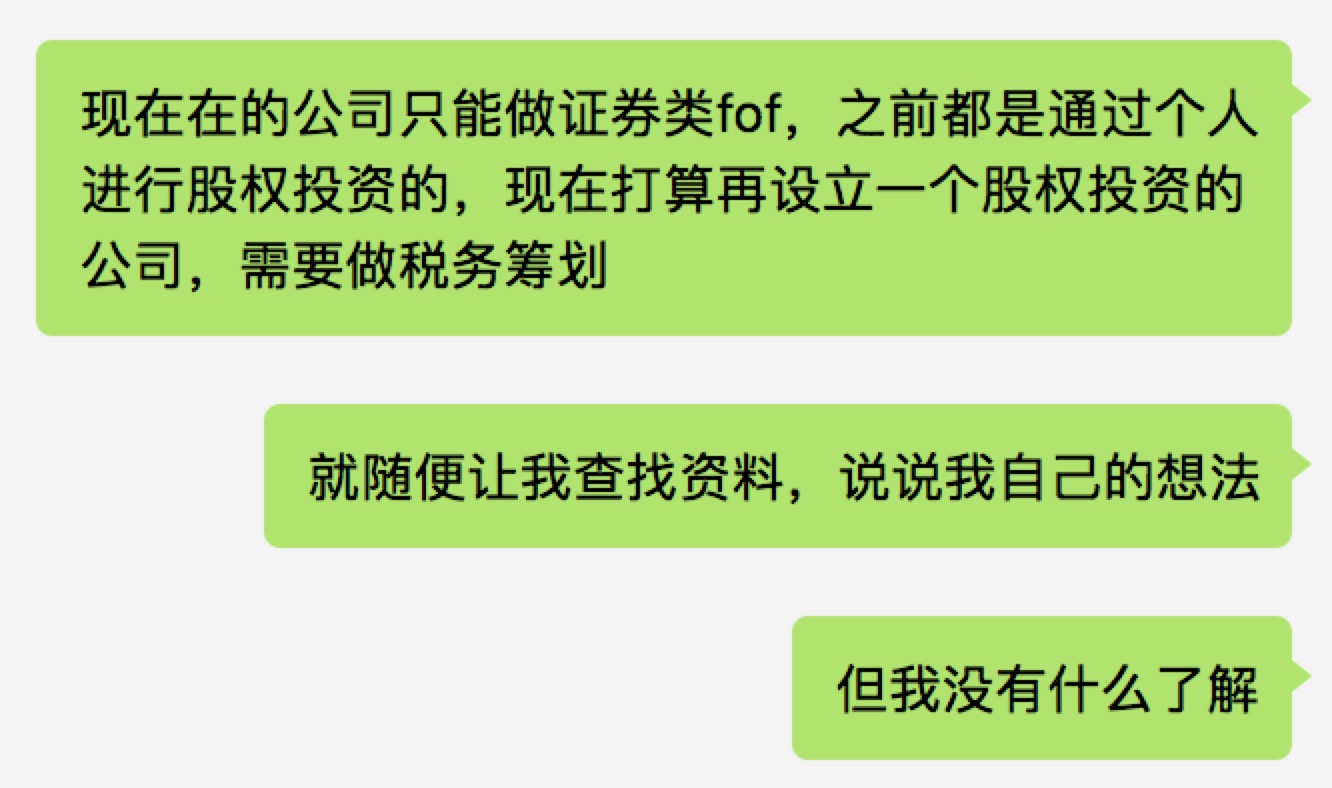 现在在的公司只能做证券类fof，之前都是通过个人
进行股权投资的，现在打算再设立一个股权投资的
公司，需要做税务筹划
就随便让我查找资料，说说我自己的想法
但我没有什么了解